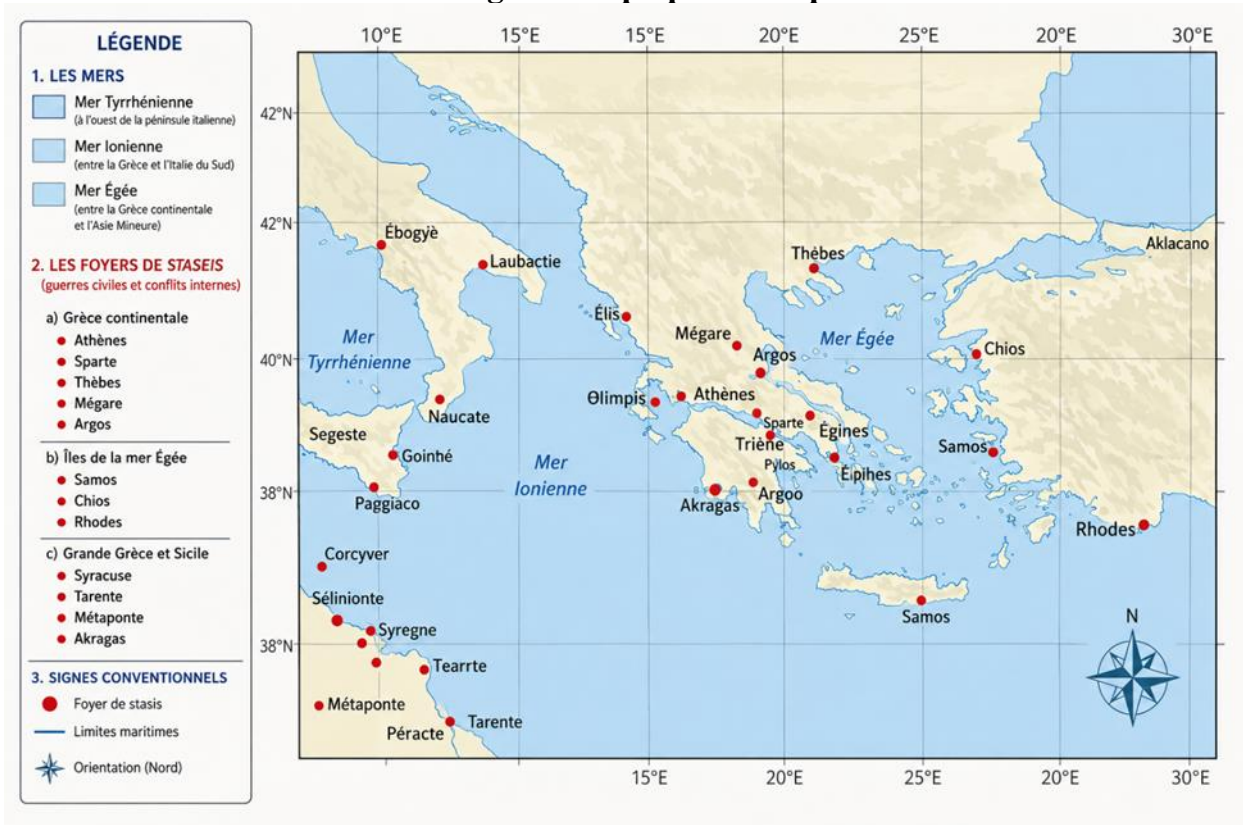 LÉGENDE
1. LES MERS
Mer Tyrrhénienne
(à l'ouest de la péninsule italienne)
Mer Ionienne
(entre la Grèce et l'Italie du Sud)
Mer Égée
(entre la Grèce continentale
et l'Asie Mineure)
2. LES FOYERS DE STASEIS
(guerres civiles et conflits internes)
a) Grèce continentale
Athènes
Sparte
Thèbes
Mégare
Argos
b) Îles de la mer Égée
Samos
Chios
Rhodes
c) Grande Grèce et Sicile
Syracuse
Tarente
Métaponte
Akragas
3. SIGNES CONVENTIONNELS
Foyer de stasis
Limites maritimes
Orientation (Nord)
10°E 15°E 15°E 20°E 25°E 20°E 30°E
42°N
42°N
Ébogyè
Aklacano
Thèbes
Laubactie
Élis
Mégare
Mer Égée
Mer
Tyrrhénienne
Argos
Chios
40°N
Olimpis
Athènes
Naucate
Sparte
Égines
Segeste
Triène
Samos
Goinhé
Mer
Ionienne
Pylos
Épihes
38°N
Paggiaco
Akragas
Argoo
Rhodes
Corcyver
Sélinionte
Samos
N
Syregne
38°N
Tearrte
Métaponte
Péracte
Tarente
15°E 20°E 25°E 20°E 30°E